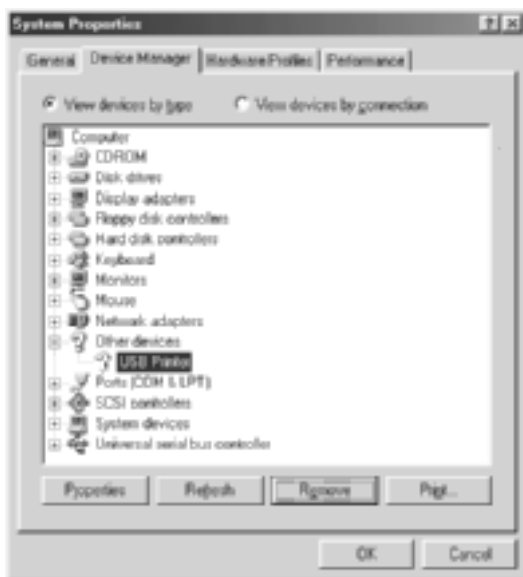 System Properties
General Device Manager Hardware Profiles Performance
View devices by type View devices by connection
Computer
CDROM
Disk drives
Display adapters
Floppy disk controllers
Hard disk controllers
Keyboard
Monitors
Mouse
Network adapters
Other devices
USB Printer
Ports (COM & LPT)
SCSI controllers
System devices
Universal serial bus controller
Properties Refresh Remove Print...
OK Cancel